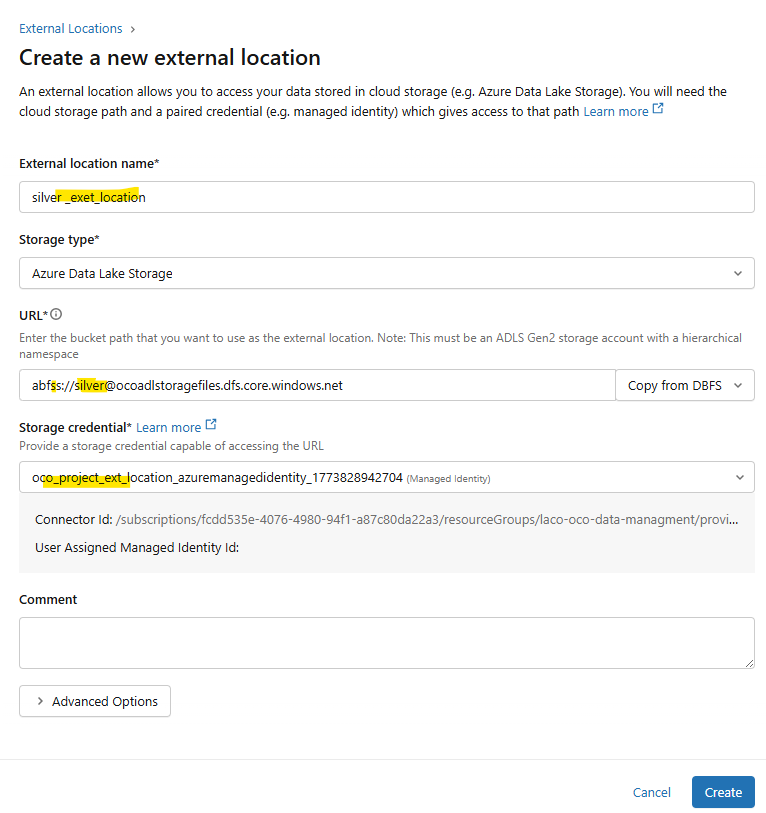 External Locations ›
Create a new external location
An external location allows you to access your data stored in cloud storage (e.g. Azure Data Lake Storage). You will need the
cloud storage path and a paired credential (e.g. managed identity) which gives access to that path Learn more
External location name*
silver _exet_location
Storage type*
Azure Data Lake Storage
URL*
Enter the bucket path that you want to use as the external location. Note: This must be an ADLS Gen2 storage account with a hierarchical
namespace
abfss://silver@ocoadlstoragefiles.dfs.core.windows.net
Copy from DBFS
Storage credential* Learn more
Provide a storage credential capable of accessing the URL
oco_project_ext_location_azuremanagedidentity_1773828942704 (Managed Identity)
Connector Id: /subscriptions/fcdd535e-4076-4980-94f1-a87c80da22a3/resourceGroups/laco-oco-data-managment/provi...
User Assigned Managed Identity Id:
Comment
Advanced Options
Cancel
Create